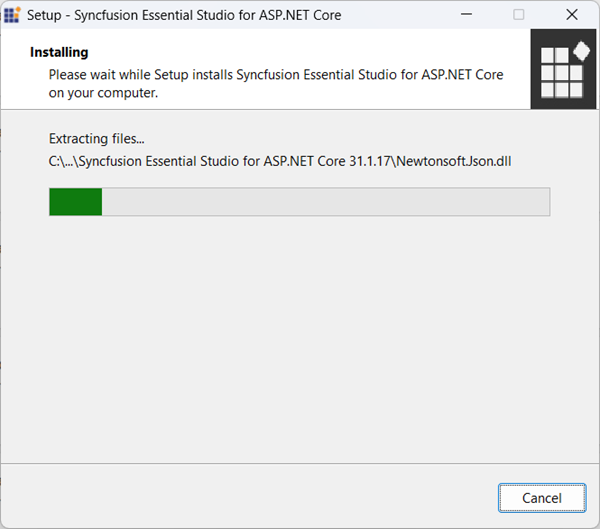 Setup - Syncfusion Essential Studio for ASP.NET Core
Installing
Please wait while Setup installs Syncfusion Essential Studio for ASP.NET Core
on your computer.
Extracting files...
C:\...\Syncfusion Essential Studio for ASP.NET Core 31.1.17\Newtonsoft.Json.dll
Cancel